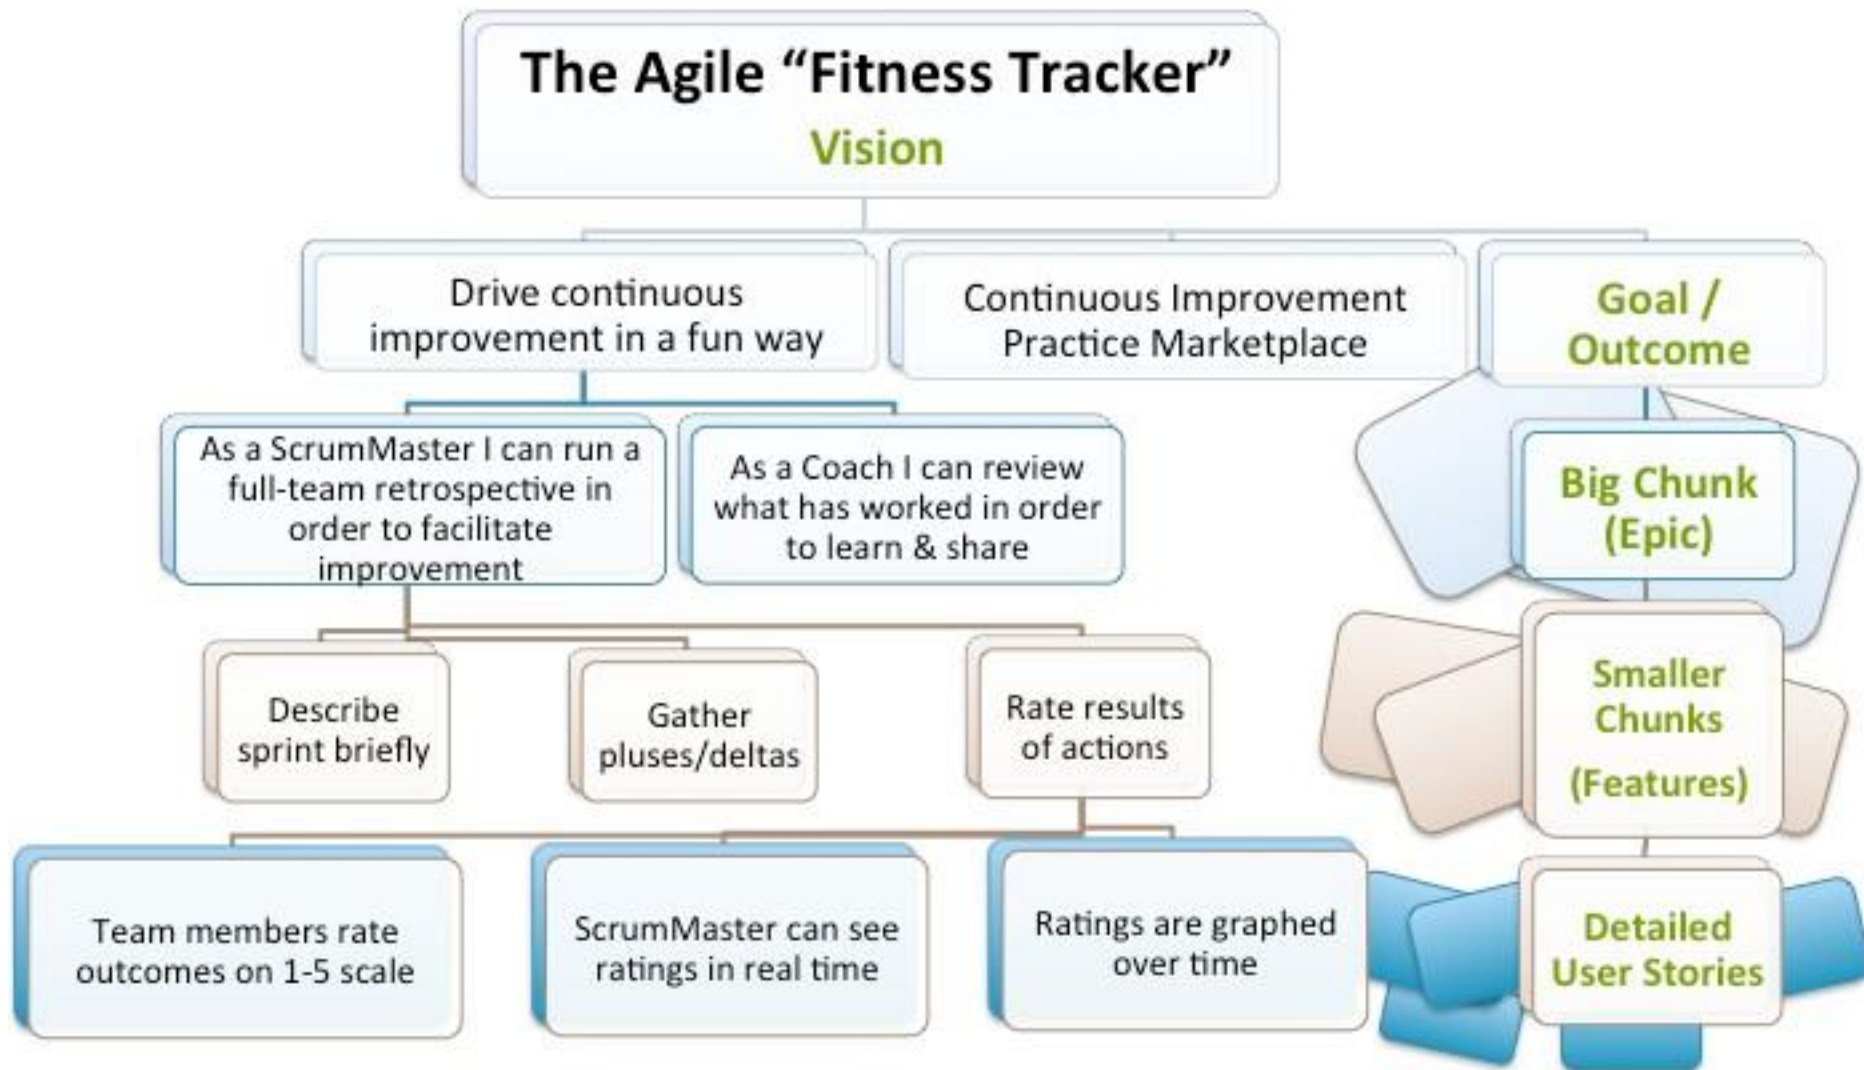 The Agile “Fitness Tracker”
Vision
Drive continuous
improvement in a fun way
Continuous Improvement
Practice Marketplace
Goal /
Outcome
As a ScrumMaster I can run a
full-team retrospective in
order to facilitate
improvement
As a Coach I can review
what has worked in order
to learn & share
Big Chunk
(Epic)
Describe
sprint briefly
Gather
pluses/deltas
Rate results
of actions
Smaller
Chunks
(Features)
Team members rate
outcomes on 1-5 scale
ScrumMaster can see
ratings in real time
Ratings are graphed
over time
Detailed
User Stories